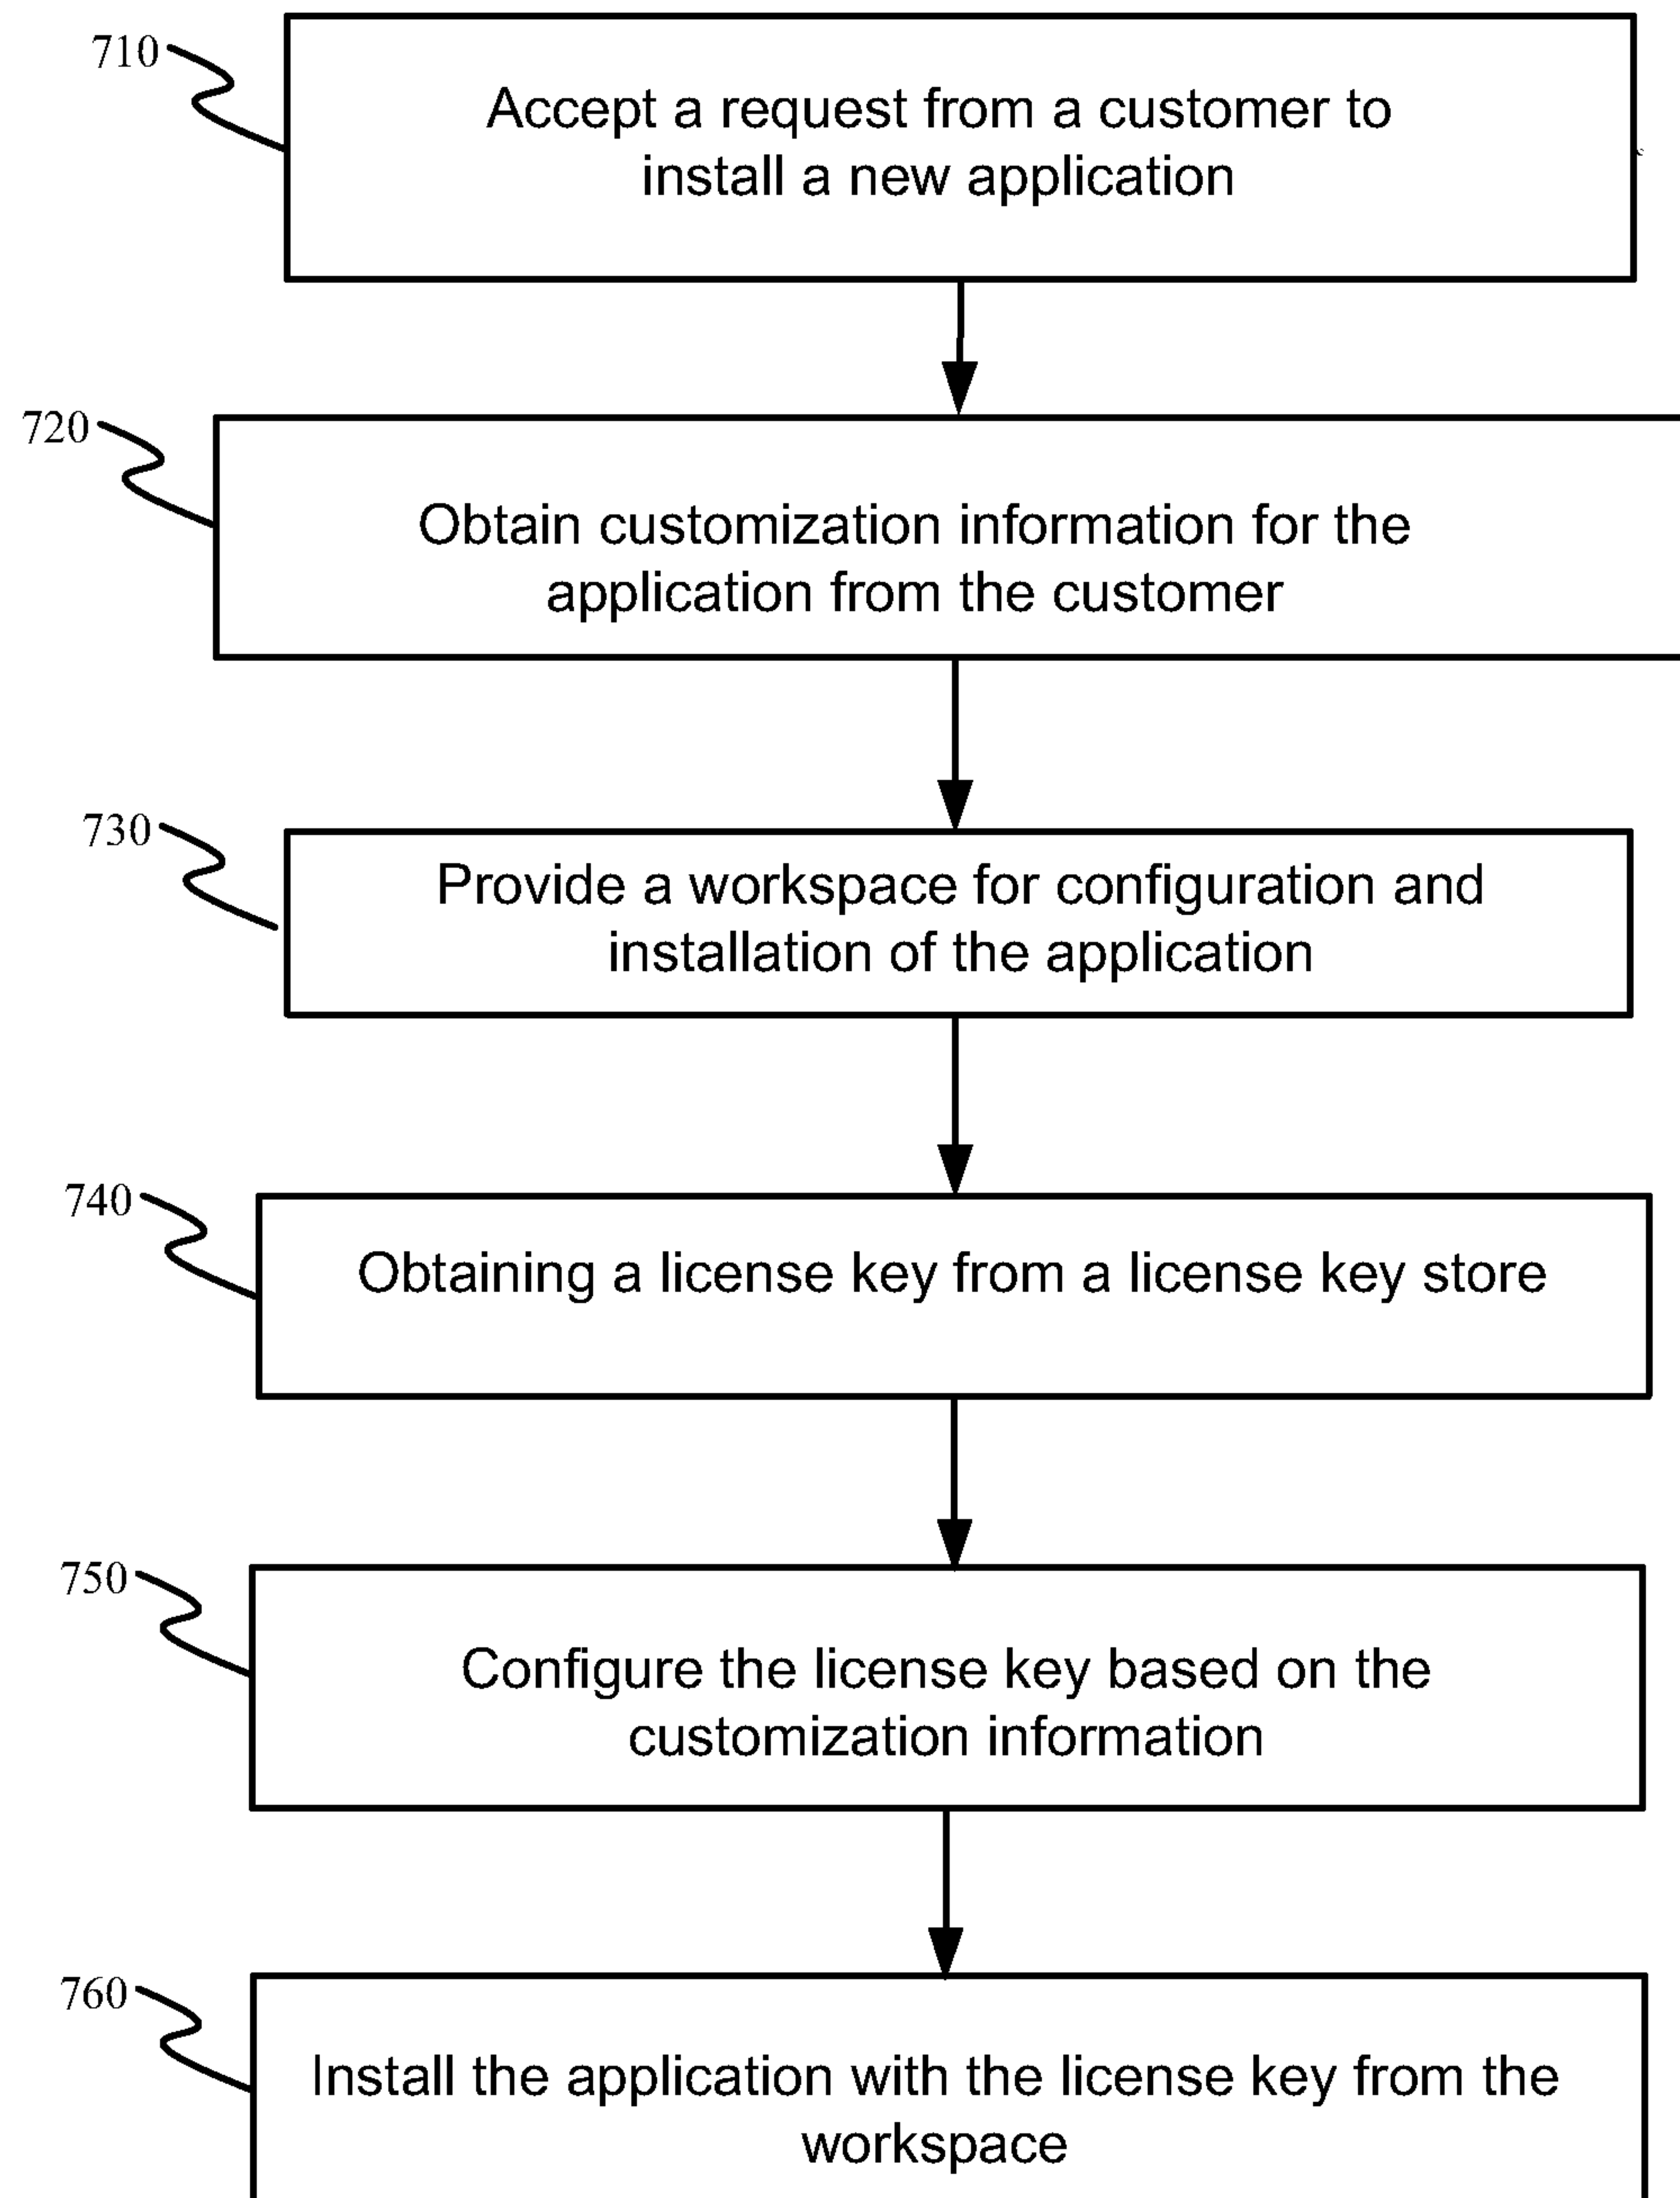 710
Accept a request from a customer to
install a new application
720
Obtain customization information for the
application from the customer
730
Provide a workspace for configuration and
installation of the application
740
Obtaining a license key from a license key store
750
Configure the license key based on the
customization information
760
Install the application with the license key from the
workspace